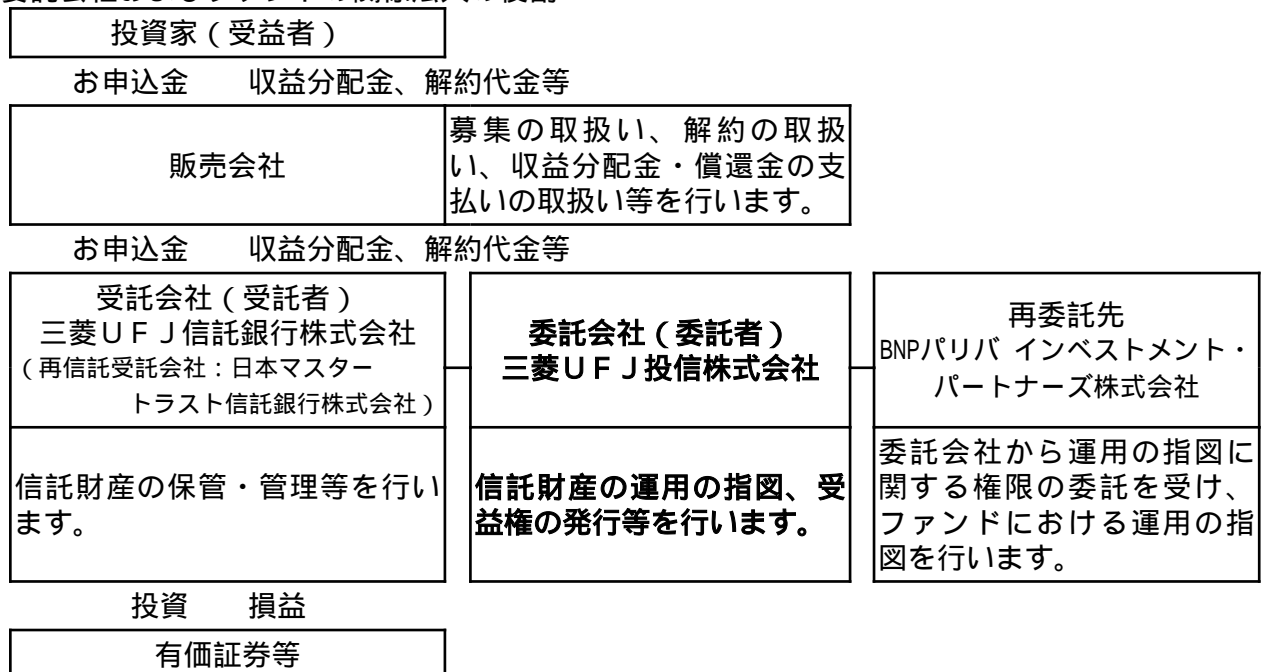 投資家（受益者）
お申込金　　収益分配金、解約代金等
販売会社
募集の取扱い、解約の取扱
い、収益分配金・償還金の支
払いの取扱い等を行います。
お申込金　　収益分配金、解約代金等
受託会社（受託者）
三菱ＵＦＪ信託銀行株式会社
（再信託受託会社：日本マスター
トラスト信託銀行株式会社）
委託会社（委託者）
三菱ＵＦＪ投信株式会社
再委託先
BNPパリバ インベストメント・
パートナーズ株式会社
信託財産の保管・管理等を行い
ます。
信託財産の運用の指図、受
益権の発行等を行います。
委託会社から運用の指図に
関する権限の委託を受け、
ファンドにおける運用の指
図を行います。
投資　　損益
有価証券等